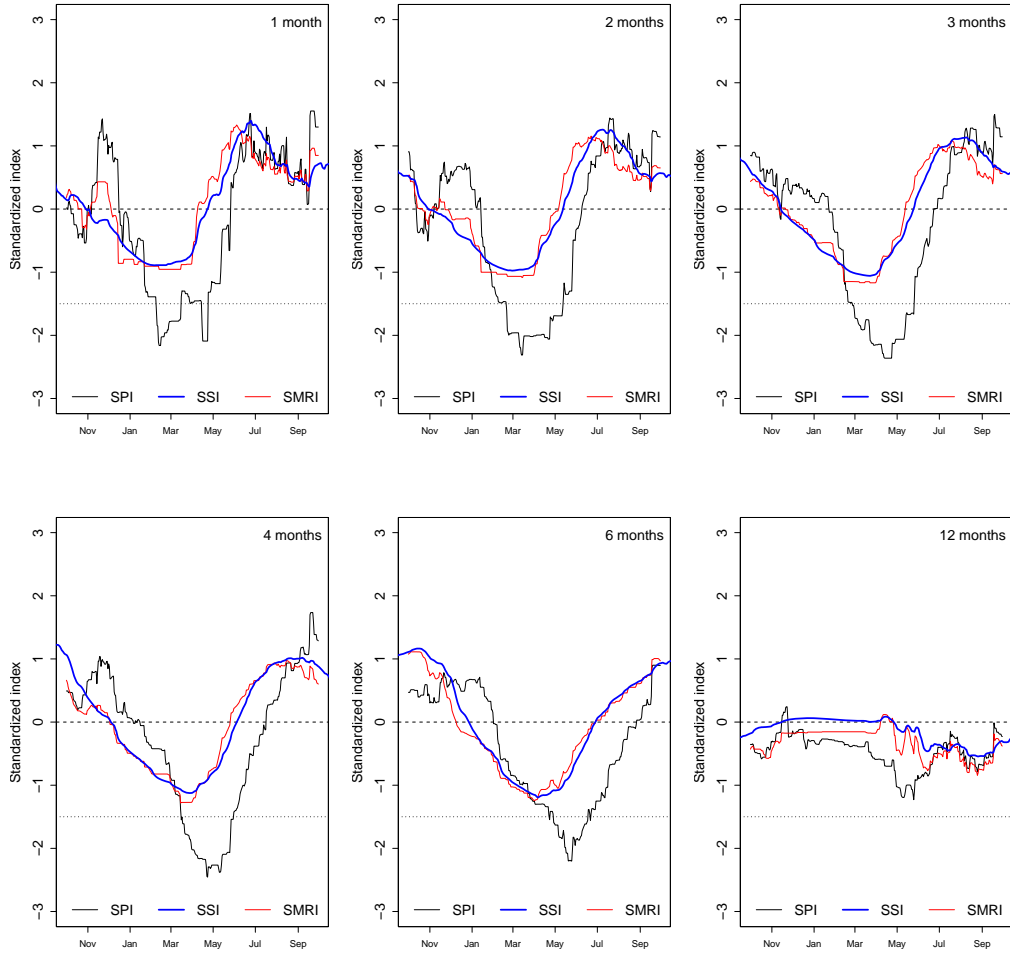 1 month
Standardized index
3
2
1
0
−1
−2
−3
SPI SSI SMRI
Nov Jan Mar May Jul Sep
2 months
Standardized index
3
2
1
0
−1
−2
−3
SPI SSI SMRI
Nov Jan Mar May Jul Sep
3 months
Standardized index
3
2
1
0
−1
−2
−3
SPI SSI SMRI
Nov Jan Mar May Jul Sep
4 months
Standardized index
3
2
1
0
−1
−2
−3
SPI SSI SMRI
Nov Jan Mar May Jul Sep
6 months
Standardized index
3
2
1
0
−1
−2
−3
SPI SSI SMRI
Nov Jan Mar May Jul Sep
12 months
Standardized index
3
2
1
0
−1
−2
−3
SPI SSI SMRI
Nov Jan Mar May Jul Sep